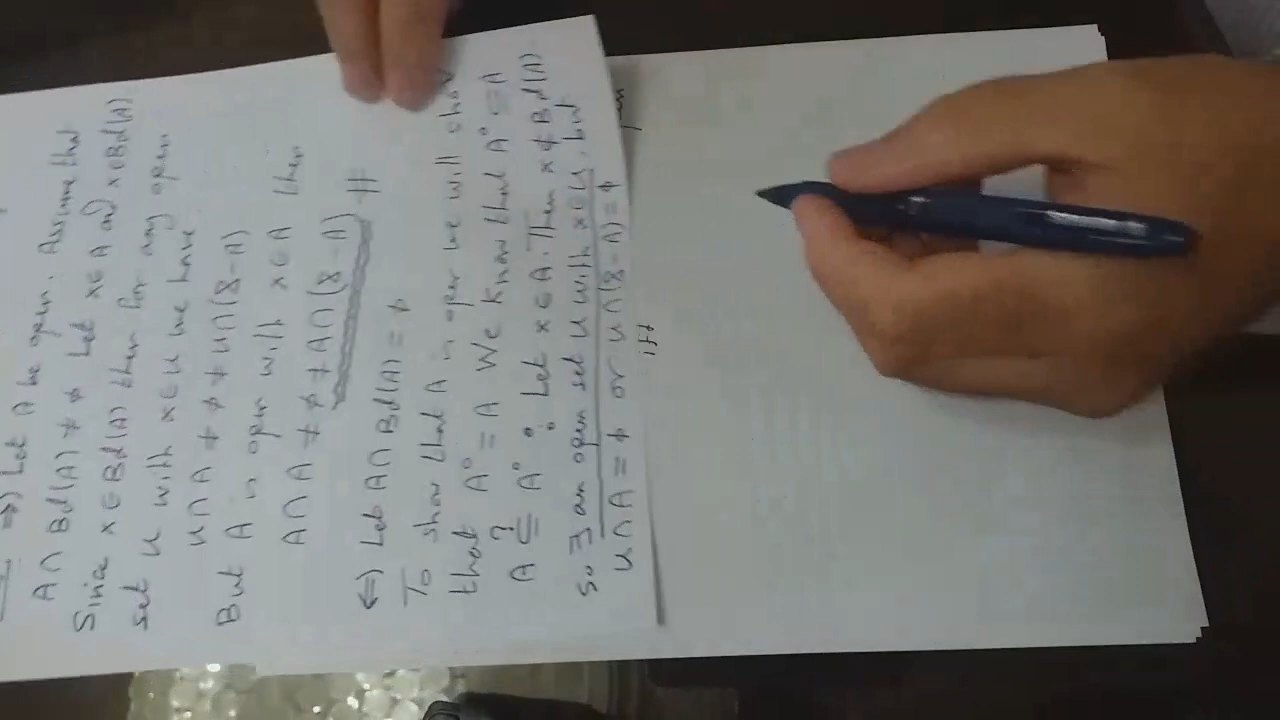 ⇒) Let A be open. Assume that
A ∩ Bd(A) ≠ ϕ Let x ∈ A and x ∈ Bd(A)
Since x ∈ Bd(A) then for any open
set U with x ∈ U we have
U ∩ A ≠ ϕ ≠ U ∩ (X - A)
But A is open with x ∈ A then
A ∩ A ≠ ϕ ≠ A ∩ (X - A) #
⇐) Let A ∩ Bd(A) = ϕ
To show that A is open we will show
that A° = A We know that A° ⊆ A
A ⊆? A° : Let x ∈ A. Then x ∉ Bd(A)
So ∃ an open set U with x ∈ U, but
U ∩ A = ϕ or U ∩ (X - A) = ϕ
iff